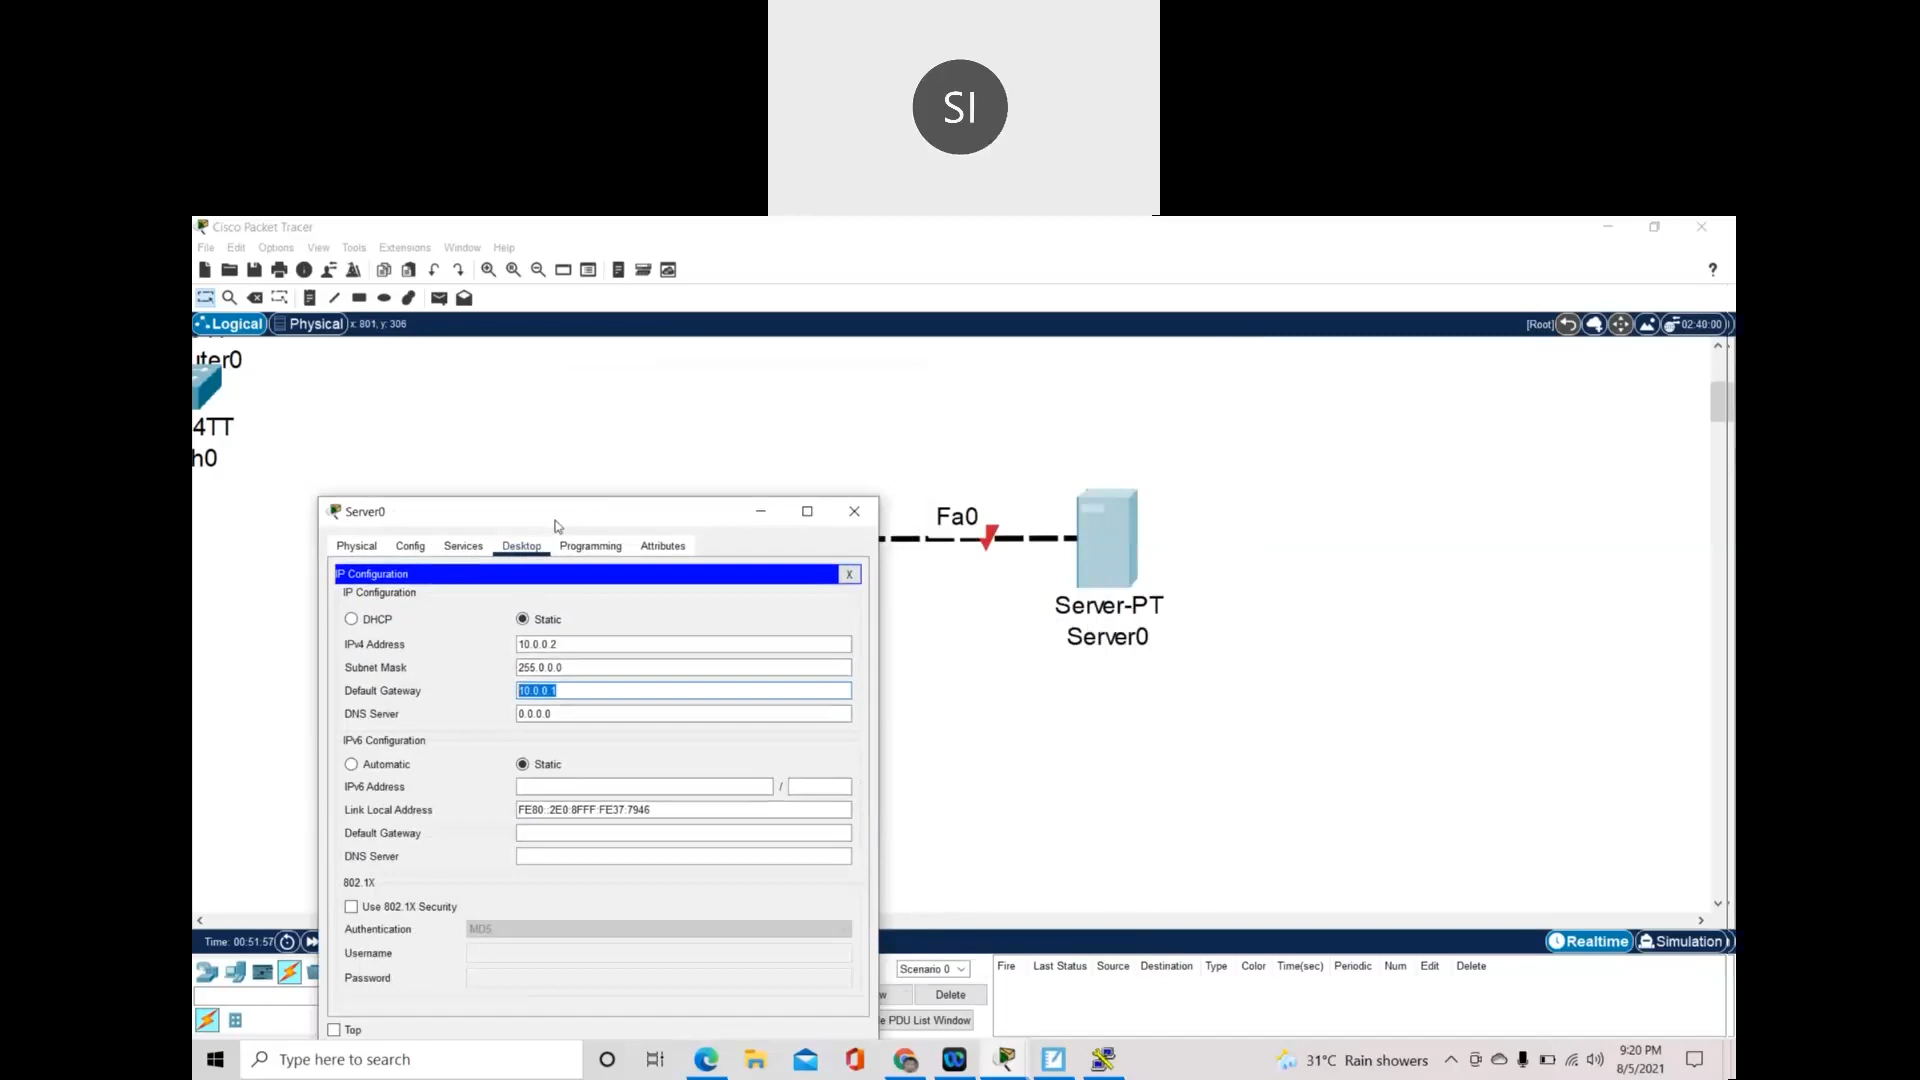 SI
Cisco Packet Tracer
File Edit Options View Tools Extensions Window Help
?
Logical Physical x: 801, y: 306 [Root] 02:40:00
uter0
4TT
h0
Server0
Physical Config Services Desktop Programming Attributes
IP Configuration X
IP Configuration
DHCP Static
IPv4 Address 10.0.0.2
Subnet Mask 255.0.0.0
Default Gateway 10.0.0.1
DNS Server 0.0.0.0
IPv6 Configuration
Automatic Static
IPv6 Address /
Link Local Address FE80::2E0:8FFF:FE37:7946
Default Gateway
DNS Server
802.1X
Use 802.1X Security
Authentication MD5
Username
Password
Top
Fa0
Server-PT
Server0
Time: 00:51:57 Realtime Simulation
Scenario 0 Fire Last Status Source Destination Type Color Time(sec) Periodic Num Edit Delete
w Delete
e PDU List Window
Type here to search 31°C Rain showers 9:20 PM
8/5/2021